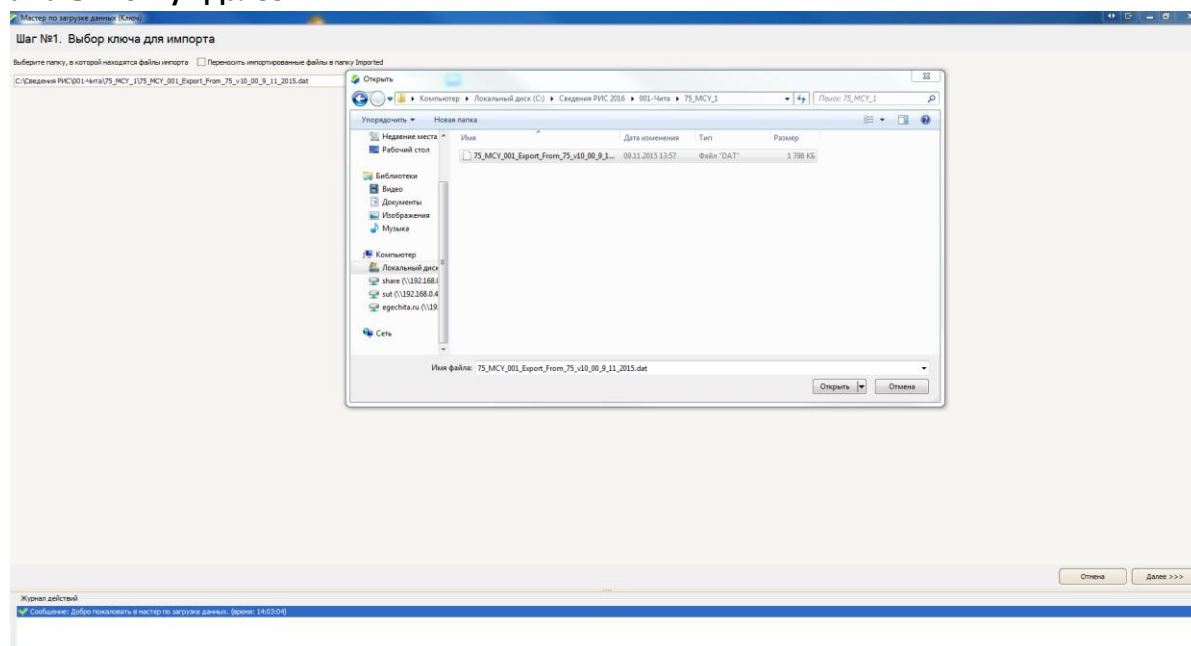 Мастер по загрузке данных (Ключ)
Шаг №1. Выбор ключа для импорта
Выберите папку, в которой находятся файлы импорта
Переносить импортированные файлы в папку Imported
C:\Сведения РИС\001-Чита\75_МСУ_1\75_МСУ_001_Export_From_75_v10_00_9_11_2015.dat
Открыть
Компьютер ▸ Локальный диск (C:) ▸ Сведения РИС 2016 ▸ 001-Чита ▸ 75_МСУ_1
Поиск: 75_МСУ_1
Упорядочить
Новая папка
Недавние места
Рабочий стол
Библиотеки
Видео
Документы
Изображения
Музыка
Компьютер
Локальный диск
share (\\192.168.
sut (\\192.168.0.4
egechita.ru (\\19
Сеть
Имя
Дата изменения
Тип
Размер
75_МСУ_001_Export_From_75_v10_00_9_1...
09.11.2015 13:57
Файл "DAT"
1 798 КБ
Имя файла: 75_МСУ_001_Export_From_75_v10_00_9_11_2015.dat
Открыть
Отмена
Отмена
Далее >>>
Журнал действий
Сообщение: Добро пожаловать в мастер по загрузке данных. (время: 14:03:04)